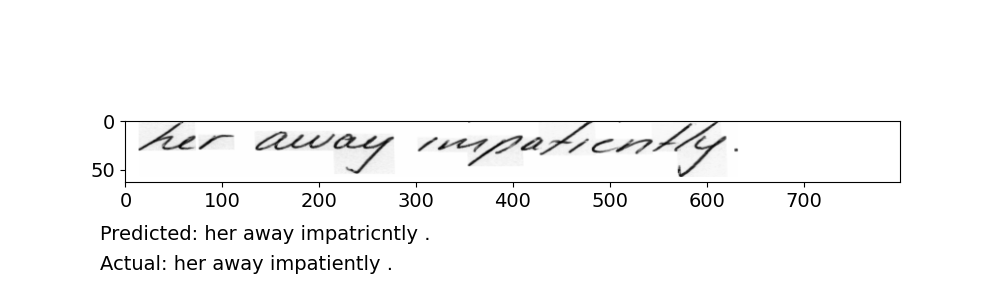 0
her away impatiently.
50
0 100 200 300 400 500 600 700
Predicted: her away impatricntly .
Actual: her away impatiently .